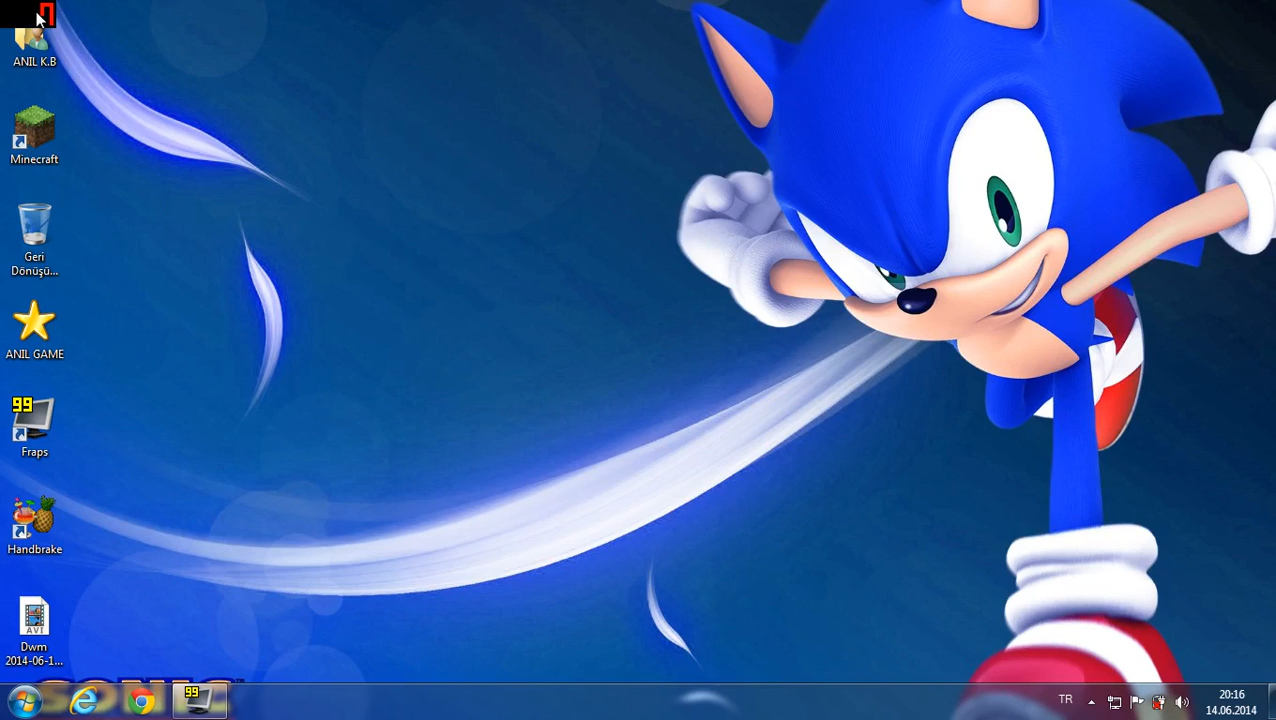 ANIL K.B
Minecraft
Geri
Dönüşü...
ANIL GAME
99
Fraps
Handbrake
AVI
Dwm
2014-06-1...
99
TR
20:16
14.06.2014